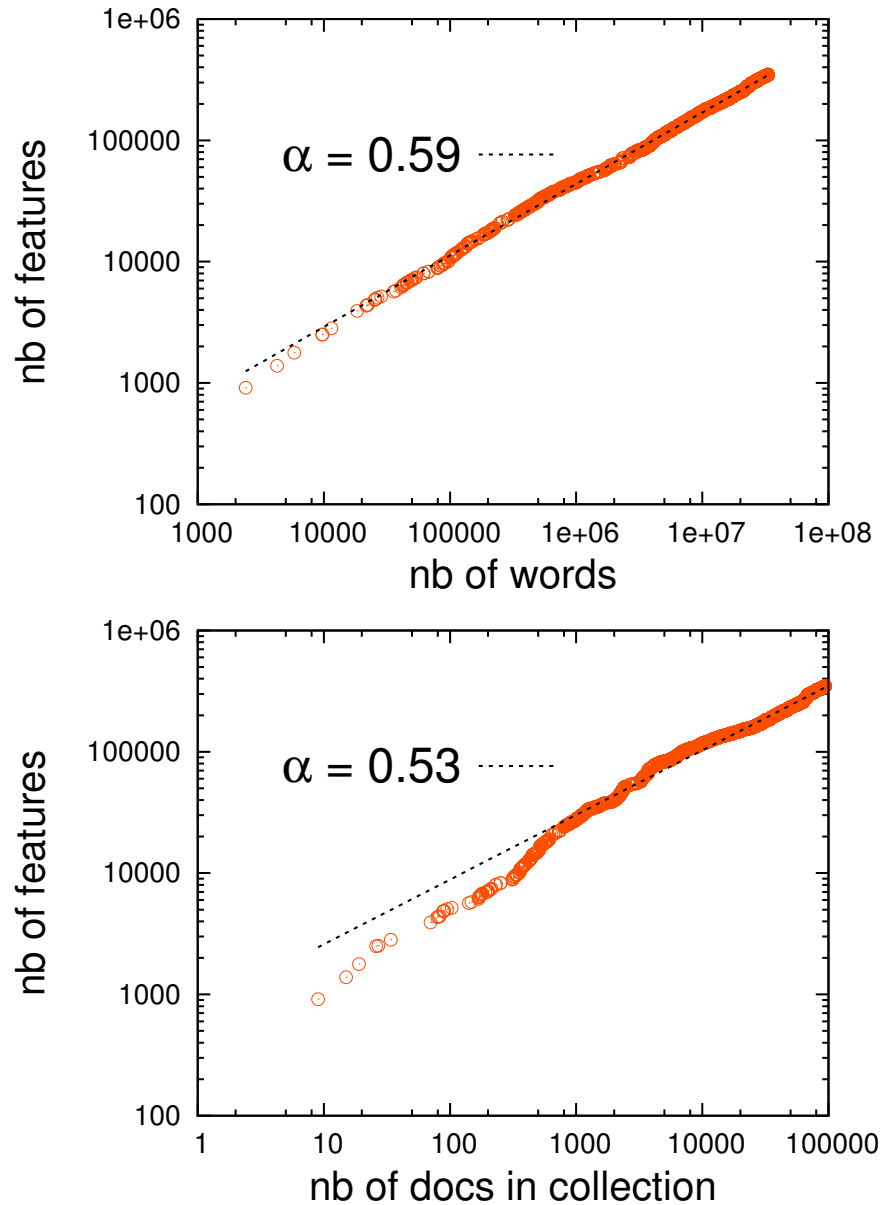 1e+06
100000
10000
1000
100
nb of features
α = 0.59
1000 10000 100000 1e+06 1e+07 1e+08
nb of words
1e+06
100000
10000
1000
100
nb of features
α = 0.53
1 10 100 1000 10000 100000
nb of docs in collection